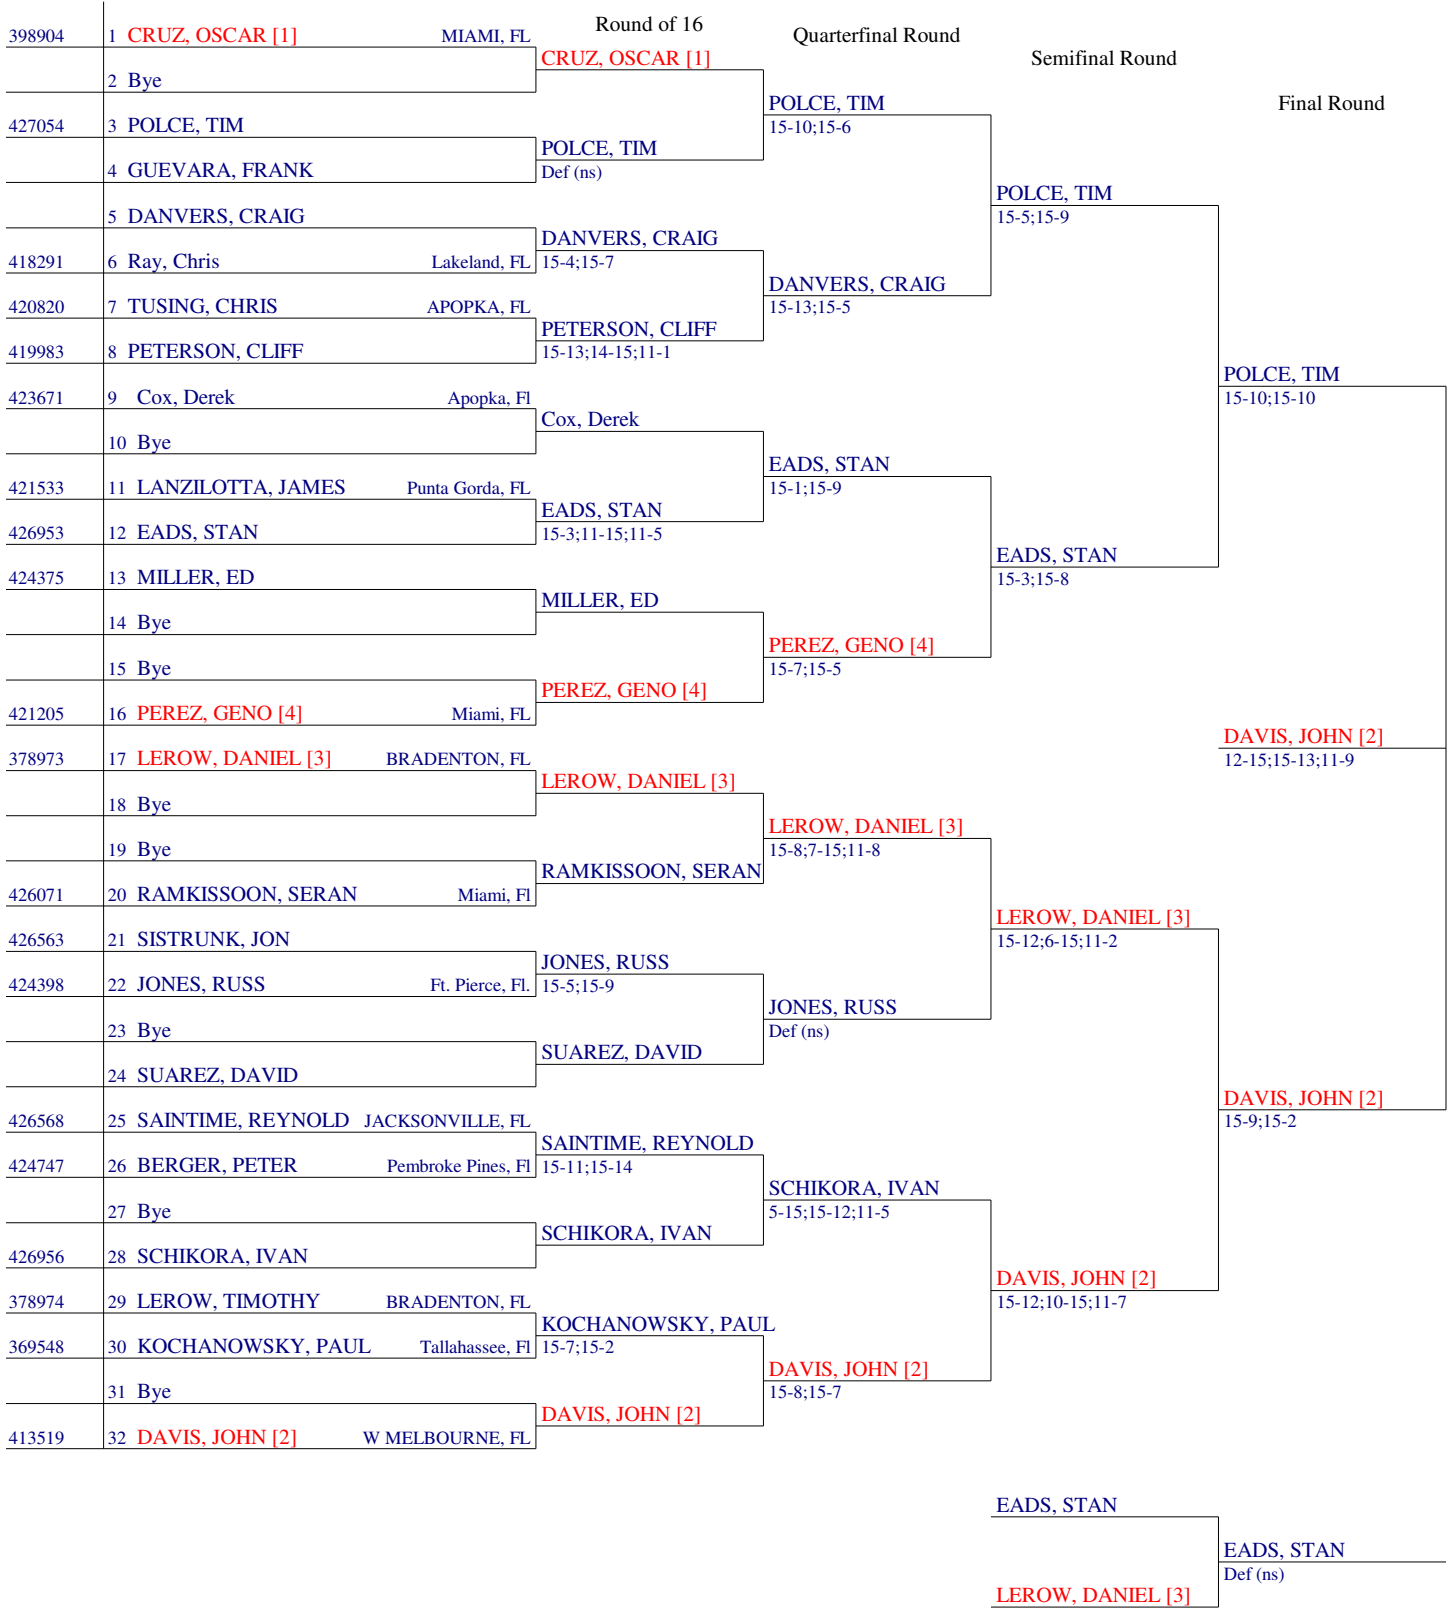 Round of 16
Quarterfinal Round
Semifinal Round
Final Round
398904 1 CRUZ, OSCAR [1] MIAMI, FL
CRUZ, OSCAR [1]
2 Bye
POLCE, TIM
15-10;15-6
427054 3 POLCE, TIM
POLCE, TIM
Def (ns)
4 GUEVARA, FRANK
POLCE, TIM
15-5;15-9
5 DANVERS, CRAIG
DANVERS, CRAIG
15-4;15-7
418291 6 Ray, Chris Lakeland, FL
DANVERS, CRAIG
15-13;15-5
420820 7 TUSING, CHRIS APOPKA, FL
PETERSON, CLIFF
15-13;14-15;11-1
419983 8 PETERSON, CLIFF
POLCE, TIM
15-10;15-10
423671 9 Cox, Derek Apopka, Fl
Cox, Derek
10 Bye
EADS, STAN
15-1;15-9
421533 11 LANZILOTTA, JAMES Punta Gorda, FL
EADS, STAN
15-3;11-15;11-5
426953 12 EADS, STAN
EADS, STAN
15-3;15-8
424375 13 MILLER, ED
MILLER, ED
14 Bye
PEREZ, GENO [4]
15-7;15-5
15 Bye
PEREZ, GENO [4]
421205 16 PEREZ, GENO [4] Miami, FL
DAVIS, JOHN [2]
12-15;15-13;11-9
378973 17 LEROW, DANIEL [3] BRADENTON, FL
LEROW, DANIEL [3]
18 Bye
LEROW, DANIEL [3]
15-8;7-15;11-8
19 Bye
RAMKISSOON, SERAN
426071 20 RAMKISSOON, SERAN Miami, Fl
LEROW, DANIEL [3]
15-12;6-15;11-2
426563 21 SISTRUNK, JON
JONES, RUSS
15-5;15-9
424398 22 JONES, RUSS Ft. Pierce, Fl.
JONES, RUSS
Def (ns)
23 Bye
SUAREZ, DAVID
24 SUAREZ, DAVID
DAVIS, JOHN [2]
15-9;15-2
426568 25 SAINTIME, REYNOLD JACKSONVILLE, FL
SAINTIME, REYNOLD
15-11;15-14
424747 26 BERGER, PETER Pembroke Pines, Fl
SCHIKORA, IVAN
5-15;15-12;11-5
27 Bye
SCHIKORA, IVAN
426956 28 SCHIKORA, IVAN
DAVIS, JOHN [2]
15-12;10-15;11-7
378974 29 LEROW, TIMOTHY BRADENTON, FL
KOCHANOWSKY, PAUL
15-7;15-2
369548 30 KOCHANOWSKY, PAUL Tallahassee, Fl
DAVIS, JOHN [2]
15-8;15-7
31 Bye
DAVIS, JOHN [2]
413519 32 DAVIS, JOHN [2] W MELBOURNE, FL
EADS, STAN
EADS, STAN
Def (ns)
LEROW, DANIEL [3]